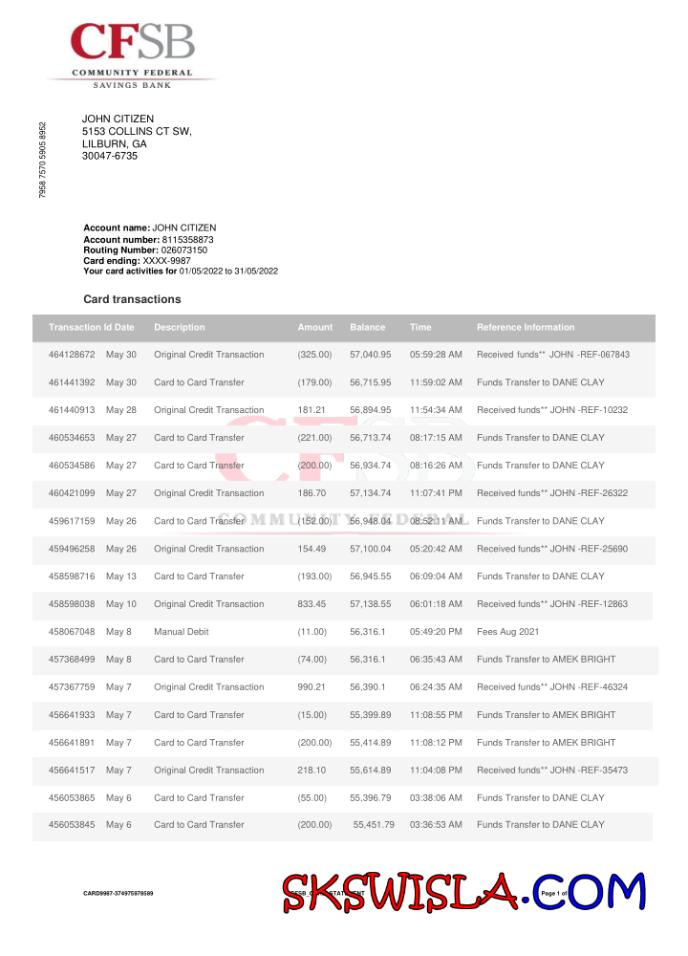 CFSB
COMMUNITY FEDERAL
SAVINGS BANK
JOHN CITIZEN
5153 COLLINS CT SW,
LILBURN, GA
30047-6735
7958 7570 5905 8952
Account name: JOHN CITIZEN
Account number: 8115358873
Routing Number: 026073150
Card ending: XXXX-9987
Your card activities for 01/05/2022 to 31/05/2022
Card transactions
Transaction Id Date Description Amount Balance Time Reference Information
464128672 May 30 Original Credit Transaction (325.00) 57,040.95 05:59:28 AM Received funds** JOHN -REF-067843
461441392 May 30 Card to Card Transfer (179.00) 56,715.95 11:59:02 AM Funds Transfer to DANE CLAY
461440913 May 28 Original Credit Transaction 181.21 56,894.95 11:54:34 AM Received funds** JOHN -REF-10232
460534653 May 27 Card to Card Transfer (221.00) 56,713.74 08:17:15 AM Funds Transfer to DANE CLAY
460534586 May 27 Card to Card Transfer (200.00) 56,934.74 08:16:26 AM Funds Transfer to DANE CLAY
460421099 May 27 Original Credit Transaction 186.70 57,134.74 11:07:41 PM Received funds** JOHN -REF-26322
459617159 May 26 Card to Card Transfer (152.00) 56,948.04 08:52:11 AM Funds Transfer to DANE CLAY
459496258 May 26 Original Credit Transaction 154.49 57,100.04 05:20:42 AM Received funds** JOHN -REF-25690
458598716 May 13 Card to Card Transfer (193.00) 56,945.55 06:09:04 AM Funds Transfer to DANE CLAY
458598038 May 10 Original Credit Transaction 833.45 57,138.55 06:01:18 AM Received funds** JOHN -REF-12863
458067048 May 8 Manual Debit (11.00) 56,316.1 05:49:20 PM Fees Aug 2021
457368499 May 8 Card to Card Transfer (74.00) 56,316.1 06:35:43 AM Funds Transfer to AMEK BRIGHT
457367759 May 7 Original Credit Transaction 990.21 56,390.1 06:24:35 AM Received funds** JOHN -REF-46324
456641933 May 7 Card to Card Transfer (15.00) 55,399.89 11:08:55 PM Funds Transfer to AMEK BRIGHT
456641891 May 7 Card to Card Transfer (200.00) 55,414.89 11:08:12 PM Funds Transfer to AMEK BRIGHT
456641517 May 7 Original Credit Transaction 218.10 55,614.89 11:04:08 PM Received funds** JOHN -REF-35473
456053865 May 6 Card to Card Transfer (55.00) 55,396.79 03:38:06 AM Funds Transfer to DANE CLAY
456053845 May 6 Card to Card Transfer (200.00) 55,451.79 03:36:53 AM Funds Transfer to DANE CLAY
CFSB
COMMUNITY FEDERAL
CARD9987-374975978589 Page 1 of
SKSWISLA.COM